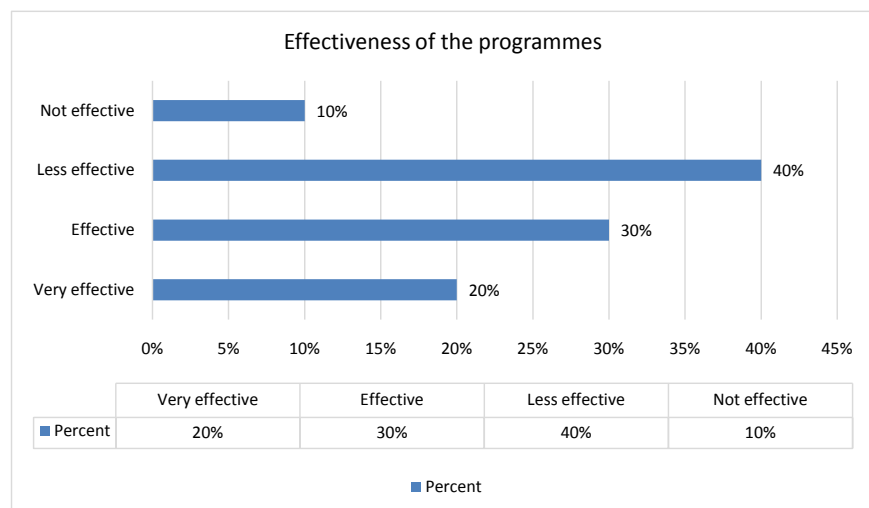 Effectiveness of the programmes
Not effective 10%
Less effective 40%
Effective 30%
Very effective 20%
0% 5% 10% 15% 20% 25% 30% 35% 40% 45%
Very effective Effective Less effective Not effective
Percent 20% 30% 40% 10%
Percent